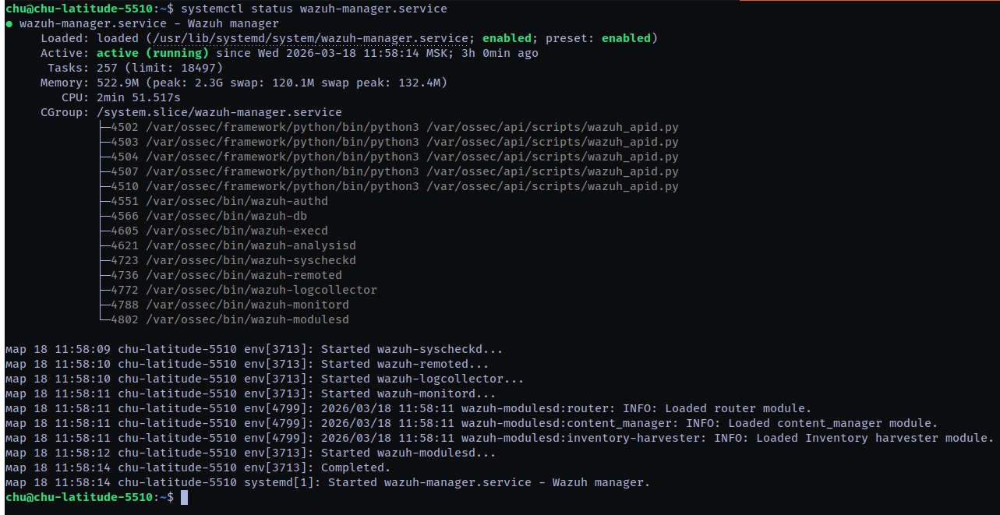 chu@chu-latitude-5510:~$ systemctl status wazuh-manager.service
● wazuh-manager.service - Wazuh manager
     Loaded: loaded (/usr/lib/systemd/system/wazuh-manager.service; enabled; preset: enabled)
     Active: active (running) since Wed 2026-03-18 11:58:14 MSK; 3h 0min ago
      Tasks: 257 (limit: 18497)
     Memory: 522.9M (peak: 2.3G swap: 120.1M swap peak: 132.4M)
        CPU: 2min 51.517s
     CGroup: /system.slice/wazuh-manager.service
             ├─4502 /var/ossec/framework/python/bin/python3 /var/ossec/api/scripts/wazuh_apid.py
             ├─4503 /var/ossec/framework/python/bin/python3 /var/ossec/api/scripts/wazuh_apid.py
             ├─4504 /var/ossec/framework/python/bin/python3 /var/ossec/api/scripts/wazuh_apid.py
             ├─4507 /var/ossec/framework/python/bin/python3 /var/ossec/api/scripts/wazuh_apid.py
             ├─4510 /var/ossec/framework/python/bin/python3 /var/ossec/api/scripts/wazuh_apid.py
             ├─4551 /var/ossec/bin/wazuh-authd
             ├─4566 /var/ossec/bin/wazuh-db
             ├─4605 /var/ossec/bin/wazuh-execd
             ├─4621 /var/ossec/bin/wazuh-analysisd
             ├─4723 /var/ossec/bin/wazuh-syscheckd
             ├─4736 /var/ossec/bin/wazuh-remoted
             ├─4772 /var/ossec/bin/wazuh-logcollector
             ├─4788 /var/ossec/bin/wazuh-monitord
             └─4802 /var/ossec/bin/wazuh-modulesd

мар 18 11:58:09 chu-latitude-5510 env[3713]: Started wazuh-syscheckd...
мар 18 11:58:10 chu-latitude-5510 env[3713]: Started wazuh-remoted...
мар 18 11:58:10 chu-latitude-5510 env[3713]: Started wazuh-logcollector...
мар 18 11:58:11 chu-latitude-5510 env[3713]: Started wazuh-monitord...
мар 18 11:58:11 chu-latitude-5510 env[4799]: 2026/03/18 11:58:11 wazuh-modulesd:router: INFO: Loaded router module.
мар 18 11:58:11 chu-latitude-5510 env[4799]: 2026/03/18 11:58:11 wazuh-modulesd:content_manager: INFO: Loaded content_manager module.
мар 18 11:58:11 chu-latitude-5510 env[4799]: 2026/03/18 11:58:11 wazuh-modulesd:inventory-harvester: INFO: Loaded Inventory harvester module.
мар 18 11:58:12 chu-latitude-5510 env[3713]: Started wazuh-modulesd...
мар 18 11:58:14 chu-latitude-5510 env[3713]: Completed.
мар 18 11:58:14 chu-latitude-5510 systemd[1]: Started wazuh-manager.service - Wazuh manager.
chu@chu-latitude-5510:~$